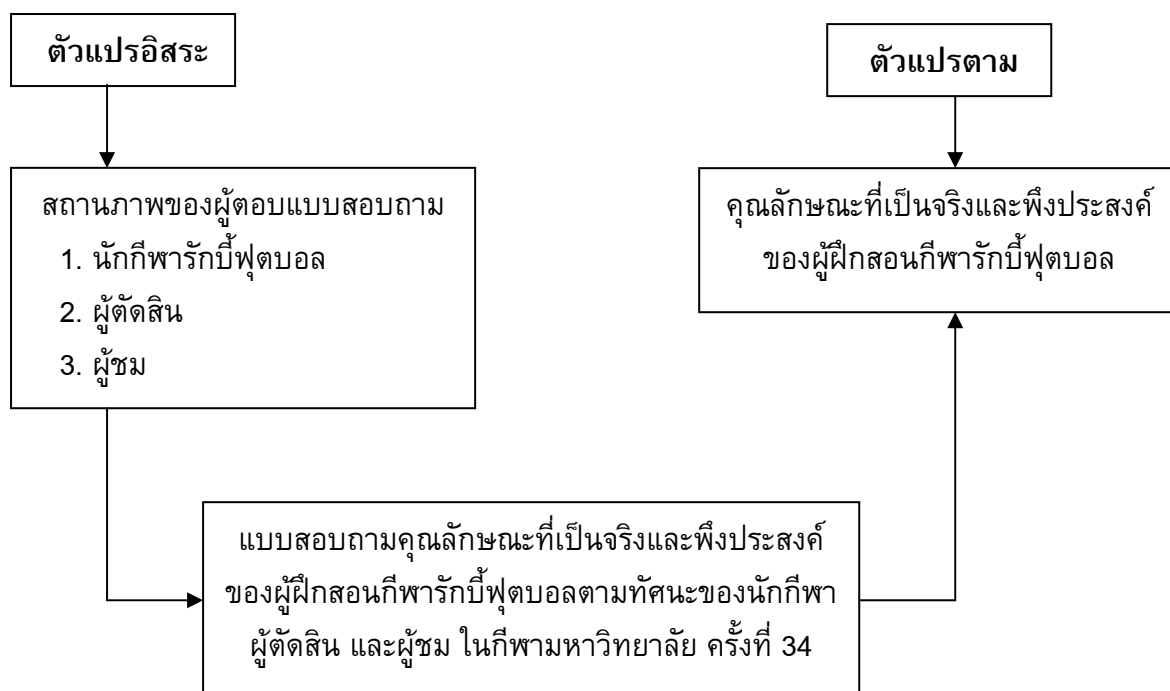 ตัวแปรอิสระ
ตัวแปรตาม
สถานภาพของผู้ตอบแบบสอบถาม
1. นักกีฬารักบี้ฟุตบอล
2. ผู้ตัดสิน
3. ผู้ชม
คุณลักษณะที่เป็นจริงและพึงประสงค์
ของผู้ฝึกสอนกีฬารักบี้ฟุตบอล
แบบสอบถามคุณลักษณะที่เป็นจริงและพึงประสงค์
ของผู้ฝึกสอนกีฬารักบี้ฟุตบอลตามทัศนะของนักกีฬา
ผู้ตัดสิน และผู้ชม ในกีฬามหาวิทยาลัย ครั้งที่ 34